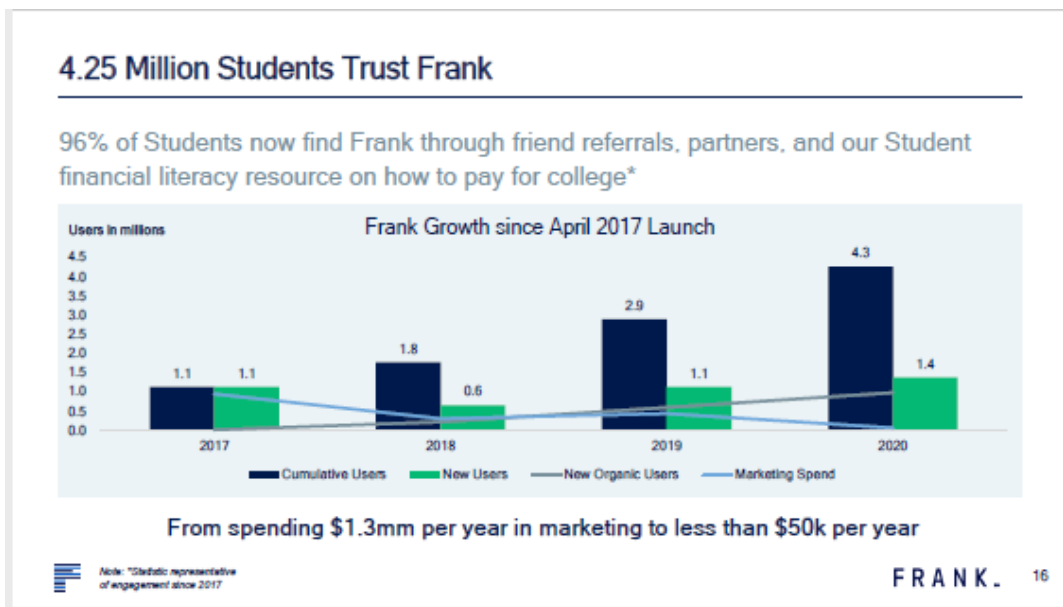 4.25 Million Students Trust Frank
96% of Students now find Frank through friend referrals, partners, and our Student
financial literacy resource on how to pay for college*
Users in millions
Frank Growth since April 2017 Launch
4.5
4.0
3.5
3.0
2.5
2.0
1.5
1.0
0.5
0.0
1.1
1.1
1.8
0.6
2.9
1.1
4.3
1.4
2017
2018
2019
2020
Cumulative Users
New Users
New Organic Users
Marketing Spend
From spending $1.3mm per year in marketing to less than $50k per year
Note: *Statistic representative
of engagement since 2017
FRANK.
16